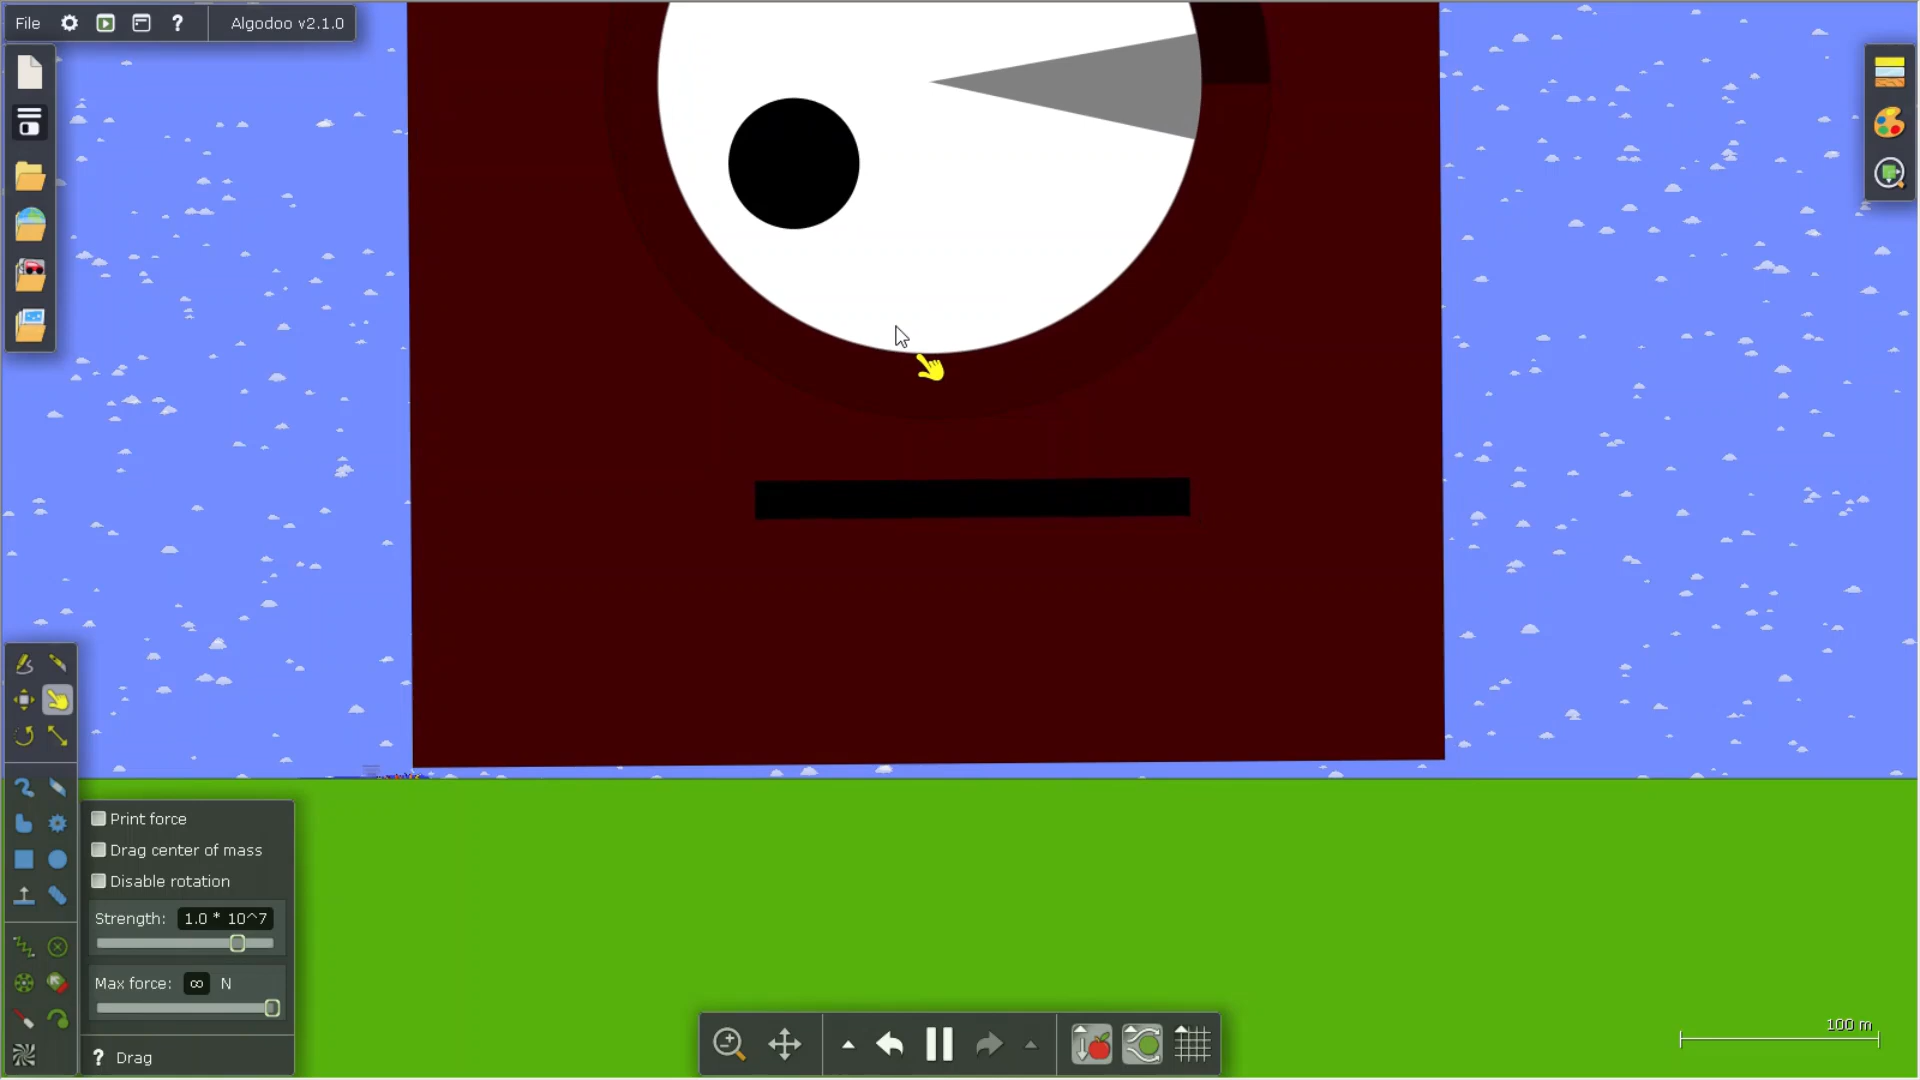 File
?
Algodoo v2.1.0
Print force
Drag center of mass
Disable rotation
Strength: 1.0 * 10^7
Max force: ∞ N
? Drag
100 m